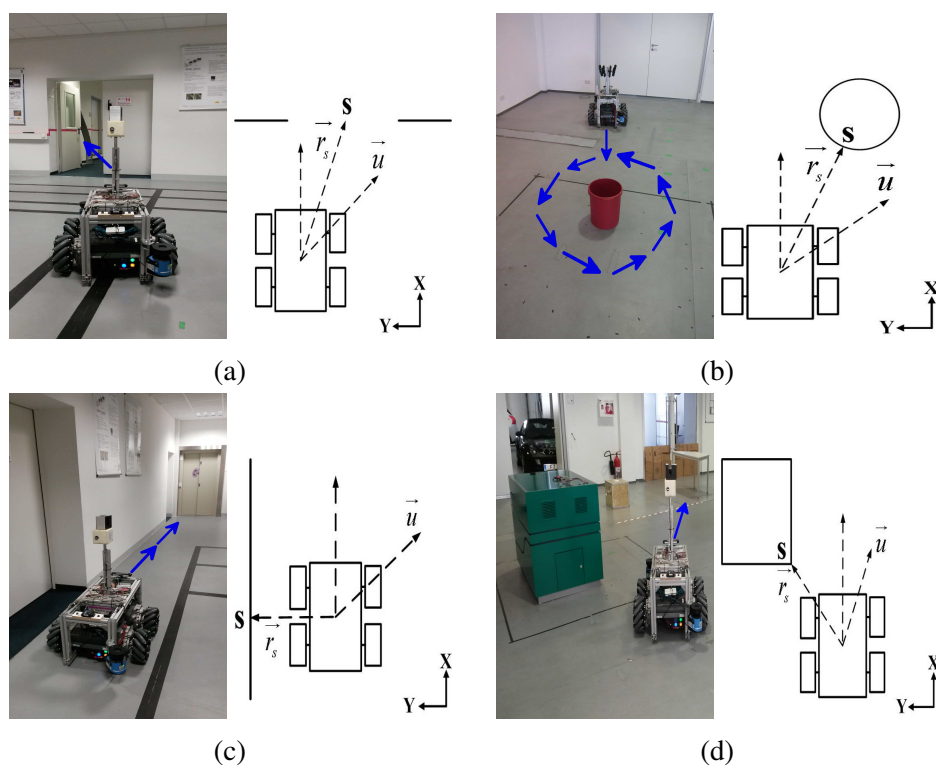 (a)
s
→
r_s
→
u
X
Y
(b)
s
→
r_s
→
u
X
Y
(c)
→
u
s
→
r_s
X
Y
(d)
s
→
r_s
→
u
X
Y